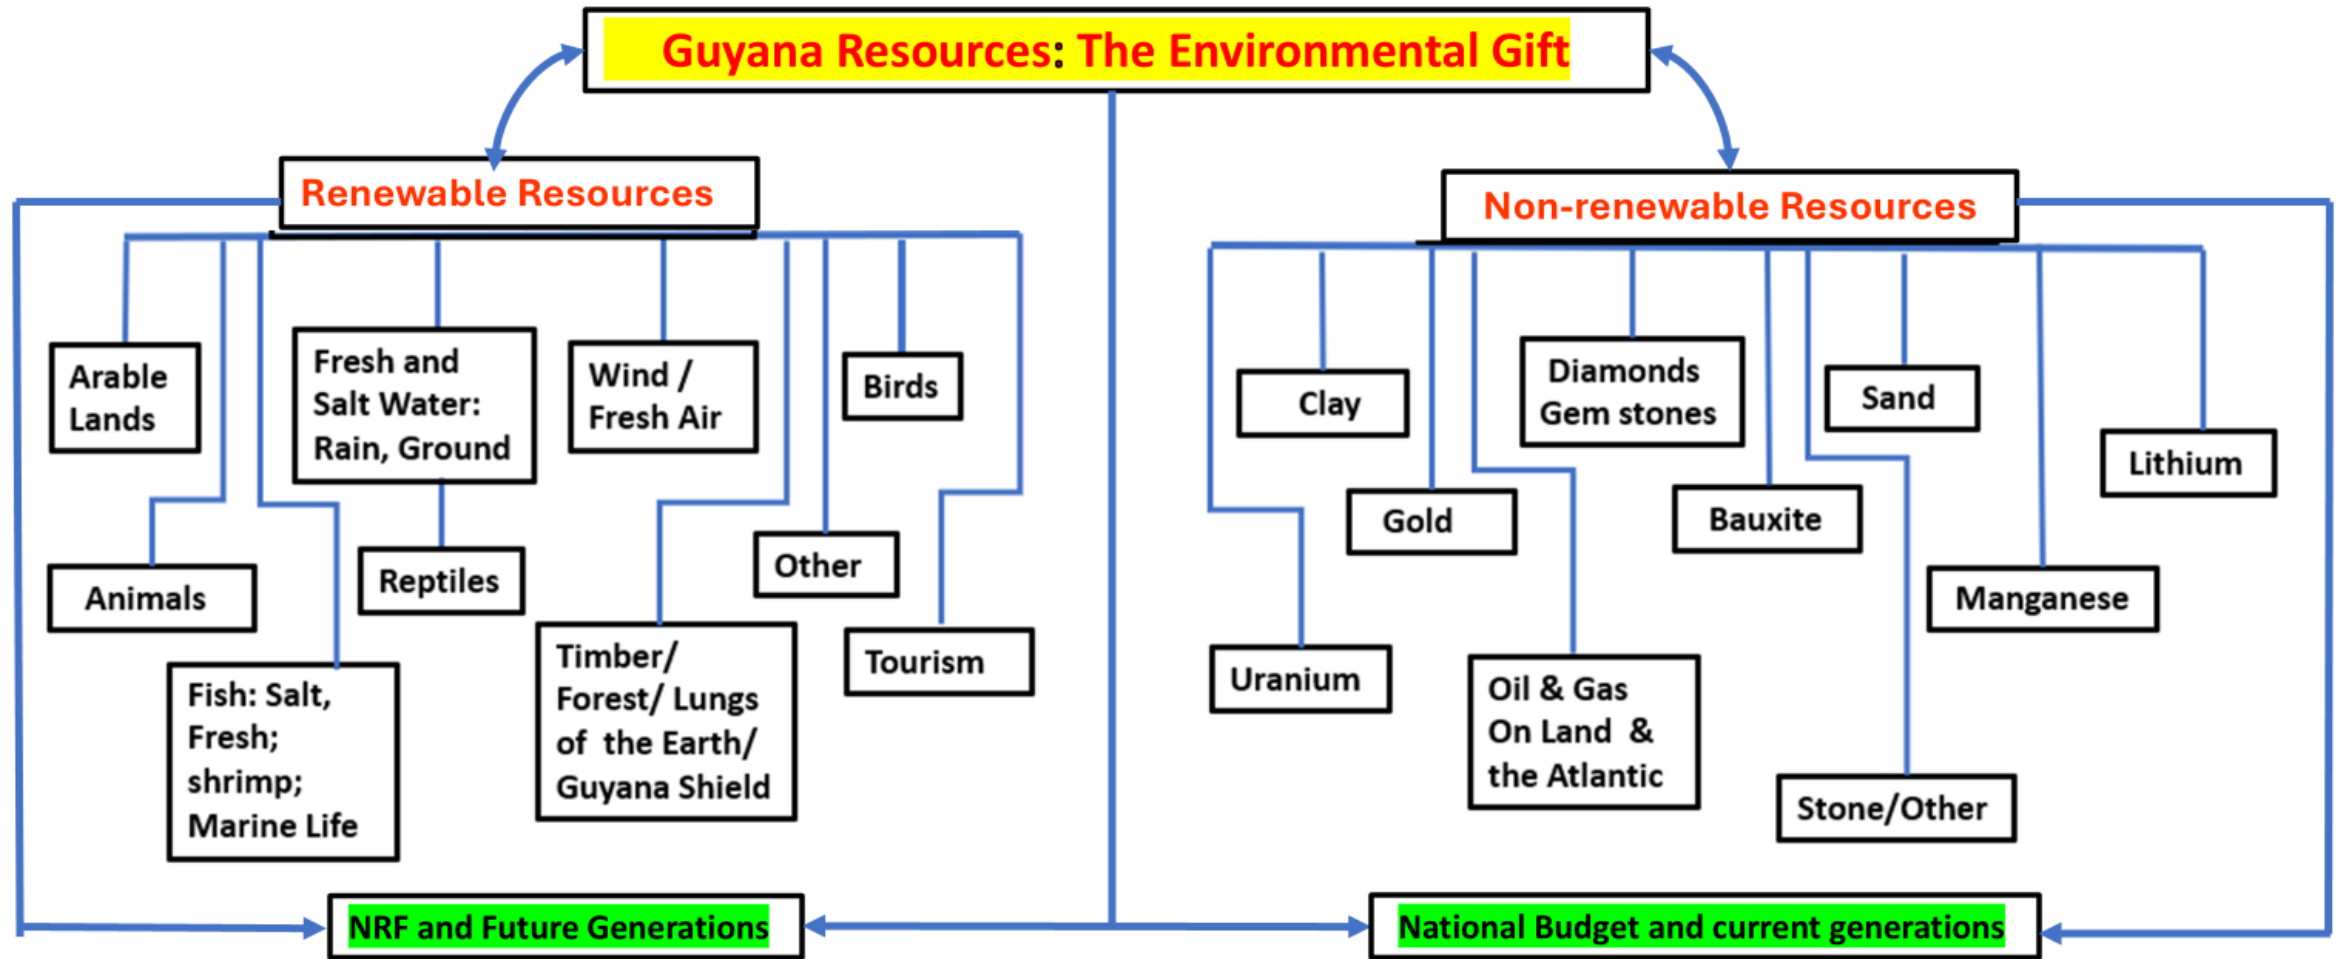 Guyana Resources: The Environmental Gift
Renewable Resources
Non-renewable Resources
Arable
Lands
Fresh and
Salt Water:
Rain, Ground
Wind /
Fresh Air
Birds
Animals
Reptiles
Other
Fish: Salt,
Fresh;
shrimp;
Marine Life
Timber/
Forest/ Lungs
of the Earth/
Guyana Shield
Tourism
Clay
Diamonds
Gem stones
Sand
Lithium
Gold
Bauxite
Manganese
Uranium
Oil & Gas
On Land &
the Atlantic
Stone/Other
NRF and Future Generations
National Budget and current generations